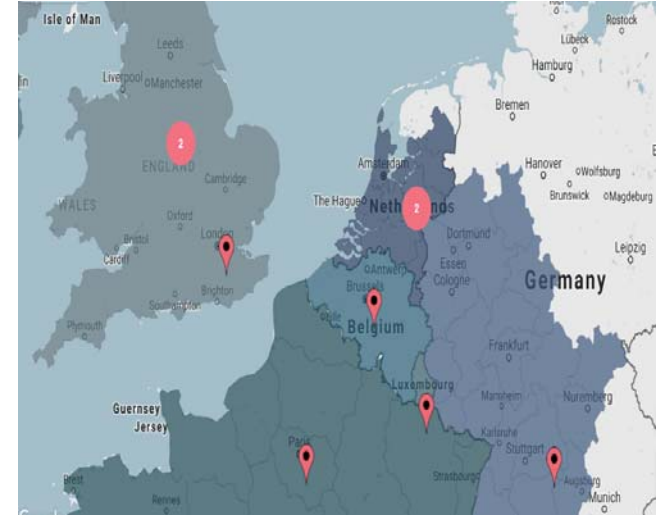 Isle of Man
Rostock
Lübeck
Leeds
Hamburg
Liverpool
Manchester
Bremen
2
ENGLAND
Amsterdam
Hanover
Wolfsburg
Cambridge
Brunswick
Magdeburg
WALES
The Hague
Netherlands
2
Oxford
Dortmund
London
Essen
Leipzig
Bristol
Cardiff
Antwerp
Cologne
Germany
Brussels
Brighton
Southampton
Lille
Belgium
Plymouth
Frankfurt
Luxembourg
Mannheim
Nuremberg
Guernsey
Jersey
Karlsruhe
Paris
Stuttgart
Strasbourg
Brest
Augsburg
Rennes
Munich